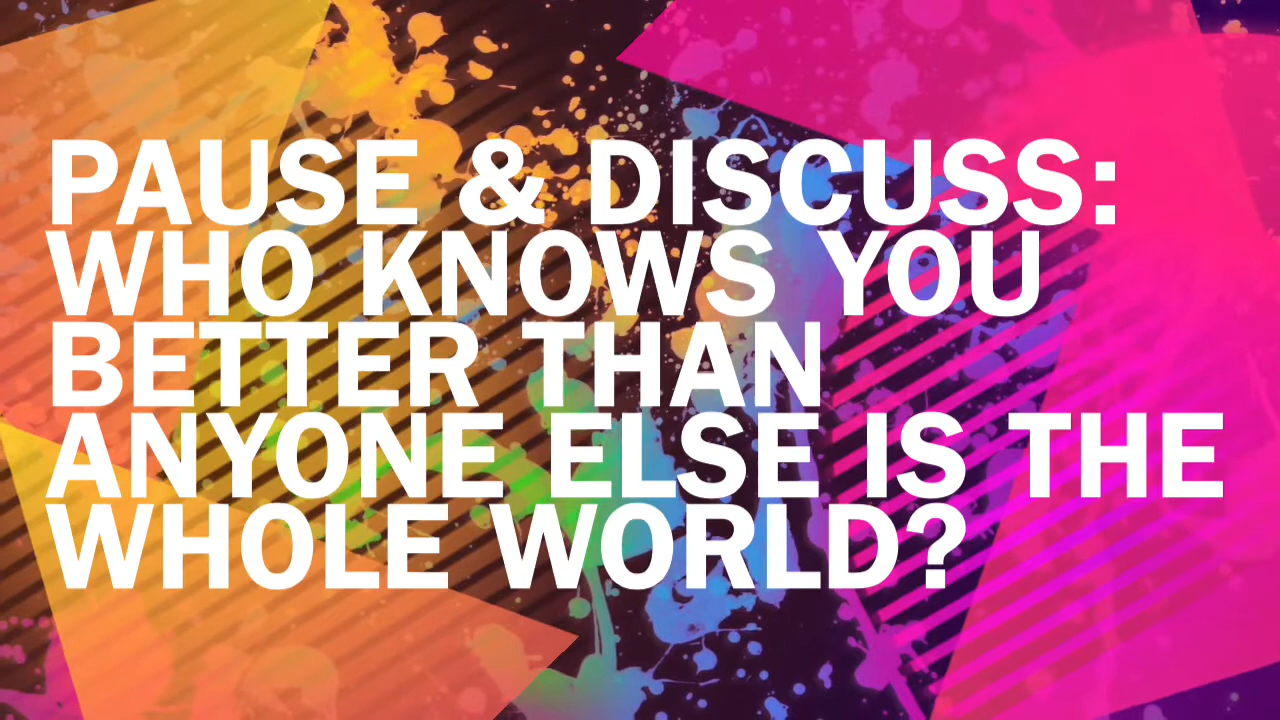 PAUSE & DISCUSS:
WHO KNOWS YOU
BETTER THAN
ANYONE ELSE IS THE
WHOLE WORLD?